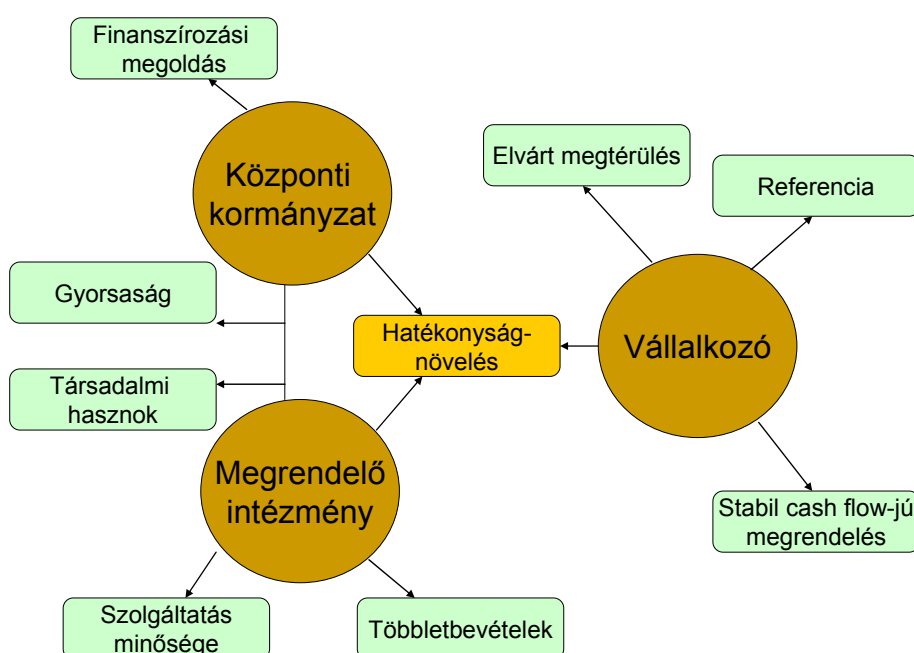 Finanszírozási
megoldás
Központi
kormányzat
Elvárt megtérülés
Referencia
Gyorsaság
Hatékonyság-
növelés
Vállalkozó
Társadalmi
hasznok
Megrendelő
intézmény
Stabil cash flow-jú
megrendelés
Szolgáltatás
minősége
Többletbevételek